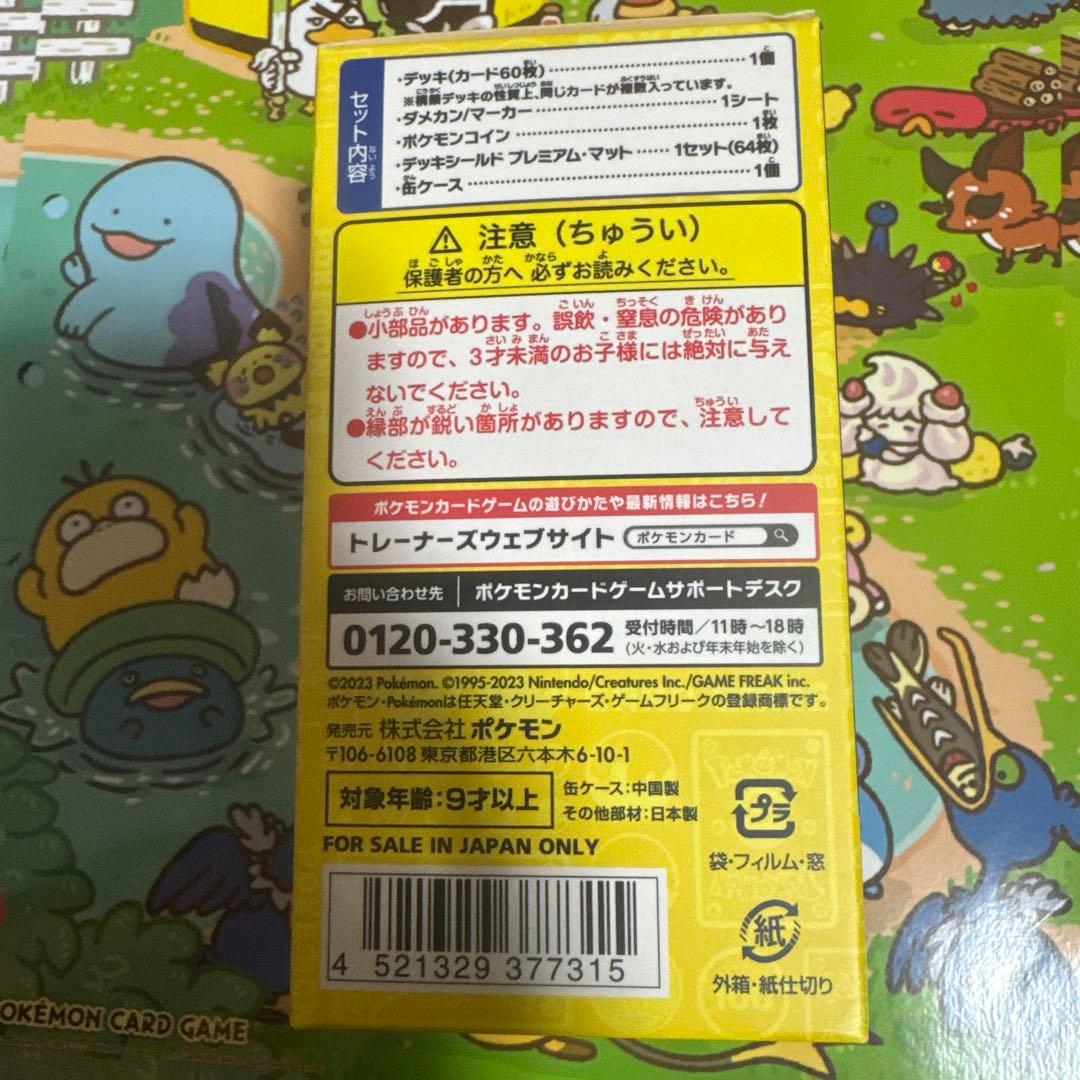 セット内容
・デッキ(カード60枚)……………………………1個
※構築デッキの性質上、同じカードが複数入っています。
・ダメカン/マーカー……………………………1シート
・ポケモンコイン……………………………1枚
・デッキシールド プレミアム・マット……1セット(64枚)
・缶ケース……………………………1個
注意（ちゅうい）
保護者の方へ 必ずお読みください。
●小部品があります。誤飲・窒息の危険があり
ますので、3才未満のお子様には絶対に与え
ないでください。
●縁部が鋭い箇所がありますので、注意して
ください。
ポケモンカードゲームの遊びかたや最新情報はこちら！
トレーナーズウェブサイト ポケモンカード
お問い合わせ先 ポケモンカードゲームサポートデスク
0120-330-362 受付時間／11時～18時
(火・水および年末年始を除く)
©2023 Pokémon. ©1995-2023 Nintendo/Creatures Inc./GAME FREAK inc.
ポケモン・Pokémonは任天堂・クリーチャーズ・ゲームフリークの登録商標です。
発売元 株式会社 ポケモン
〒106-6108 東京都港区六本木6-10-1
対象年齢：9才以上
缶ケース：中国製
その他部材：日本製
FOR SALE IN JAPAN ONLY
プラ
袋・フィルム・窓
紙
外箱・紙仕切り
4 521329 377315
POKÉMON CARD GAME